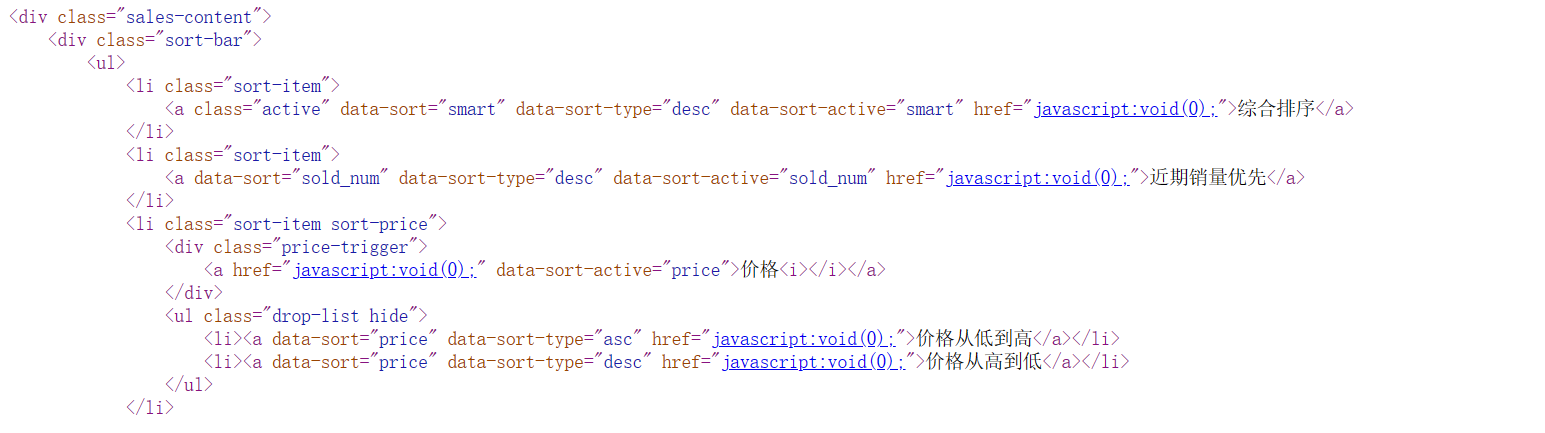 <div class="sales-content">
<div class="sort-bar">
<ul>
<li class="sort-item">
<a class="active" data-sort="smart" data-sort-type="desc" data-sort-active="smart" href="javascript:void(0);">综合排序</a>
</li>
<li class="sort-item">
<a data-sort="sold_num" data-sort-type="desc" data-sort-active="sold_num" href="javascript:void(0);">近期销量优先</a>
</li>
<li class="sort-item sort-price">
<div class="price-trigger">
<a href="javascript:void(0);" data-sort-active="price">价格<i></i></a>
</div>
<ul class="drop-list hide">
<li><a data-sort="price" data-sort-type="asc" href="javascript:void(0);">价格从低到高</a></li>
<li><a data-sort="price" data-sort-type="desc" href="javascript:void(0);">价格从高到低</a></li>
</ul>
</li>